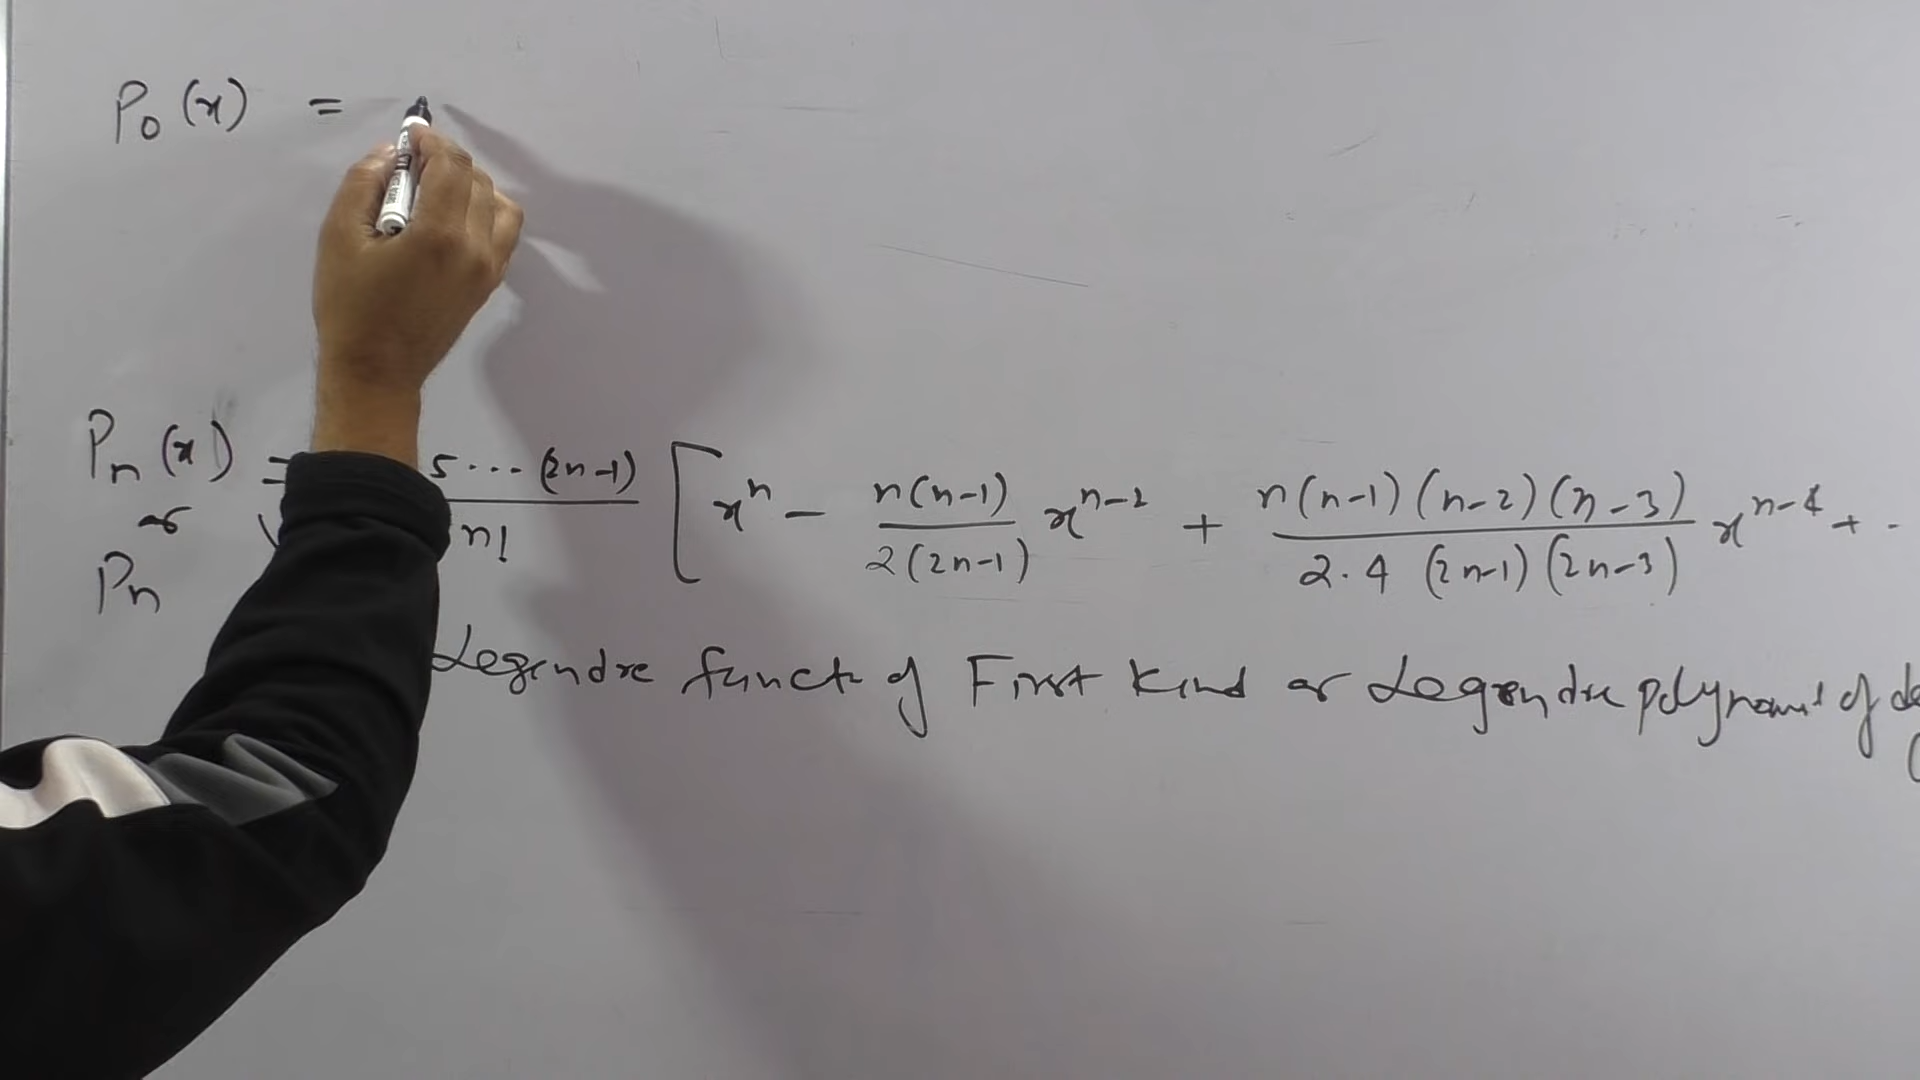 P₀(x) =
Pₙ(x) = 5 ... (2n-1) / n! [ xⁿ - n(n-1) / 2(2n-1) xⁿ⁻² + n(n-1)(n-2)(n-3) / 2.4 (2n-1)(2n-3) xⁿ⁻⁴ + .
or
Pₙ
Legendre funct of First Kind or Legendre polynomial of de